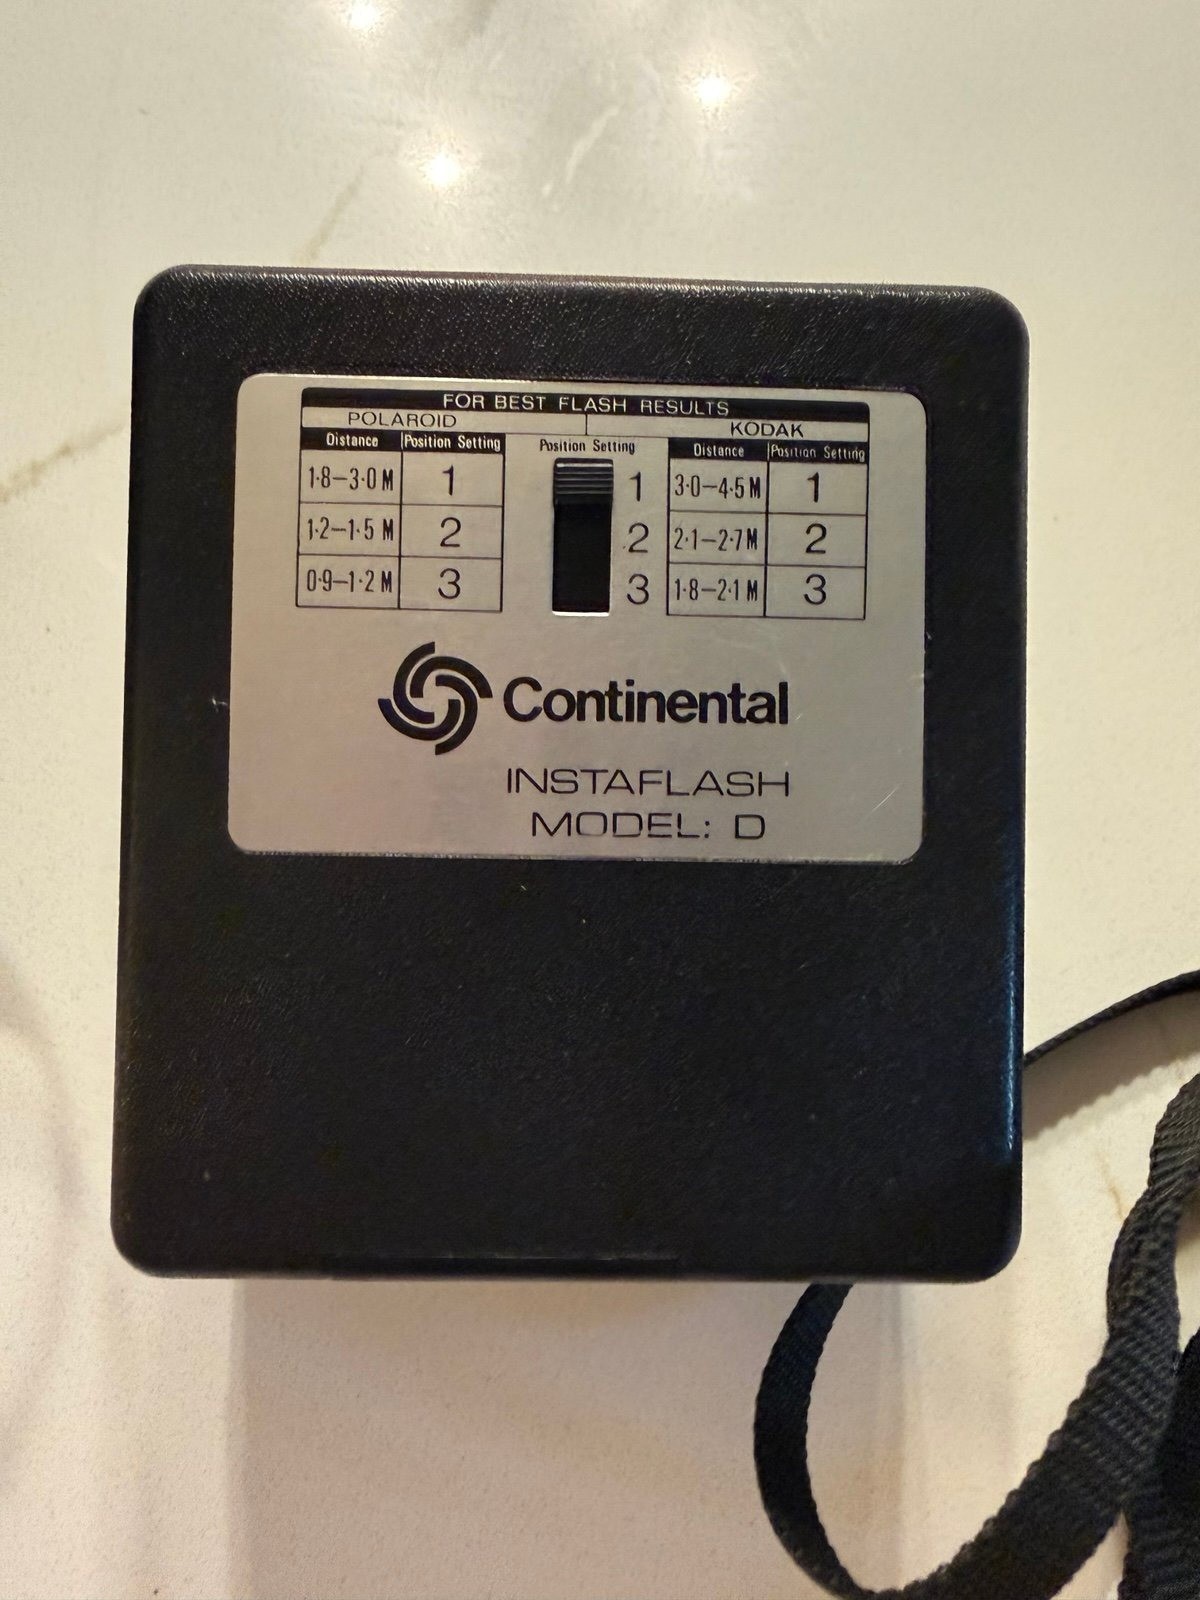 FOR BEST FLASH RESULTS
POLAROID KODAK
Distance Position Setting Position Setting Distance Position Setting
1·8–3·0 M 1 1 3·0–4·5 M 1
1·2–1·5 M 2 2 2·1–2·7 M 2
0·9–1·2 M 3 3 1·8–2·1 M 3
Continental
INSTAFLASH
MODEL: D